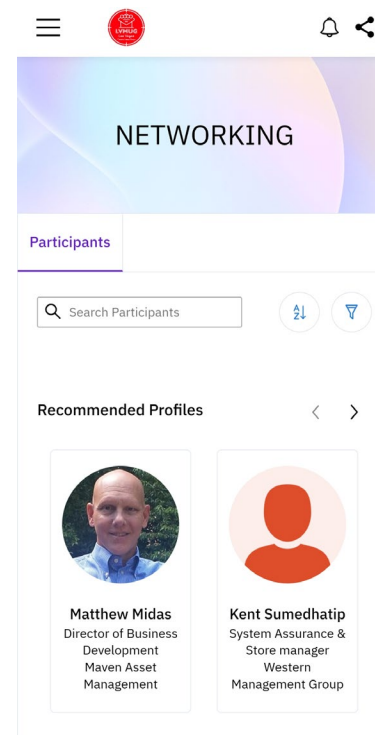 LVMUG
NETWORKING
Participants
Search Participants
Recommended Profiles
Matthew Midas
Director of Business
Development
Maven Asset
Management
Kent Sumedhatip
System Assurance &
Store manager
Western
Management Group